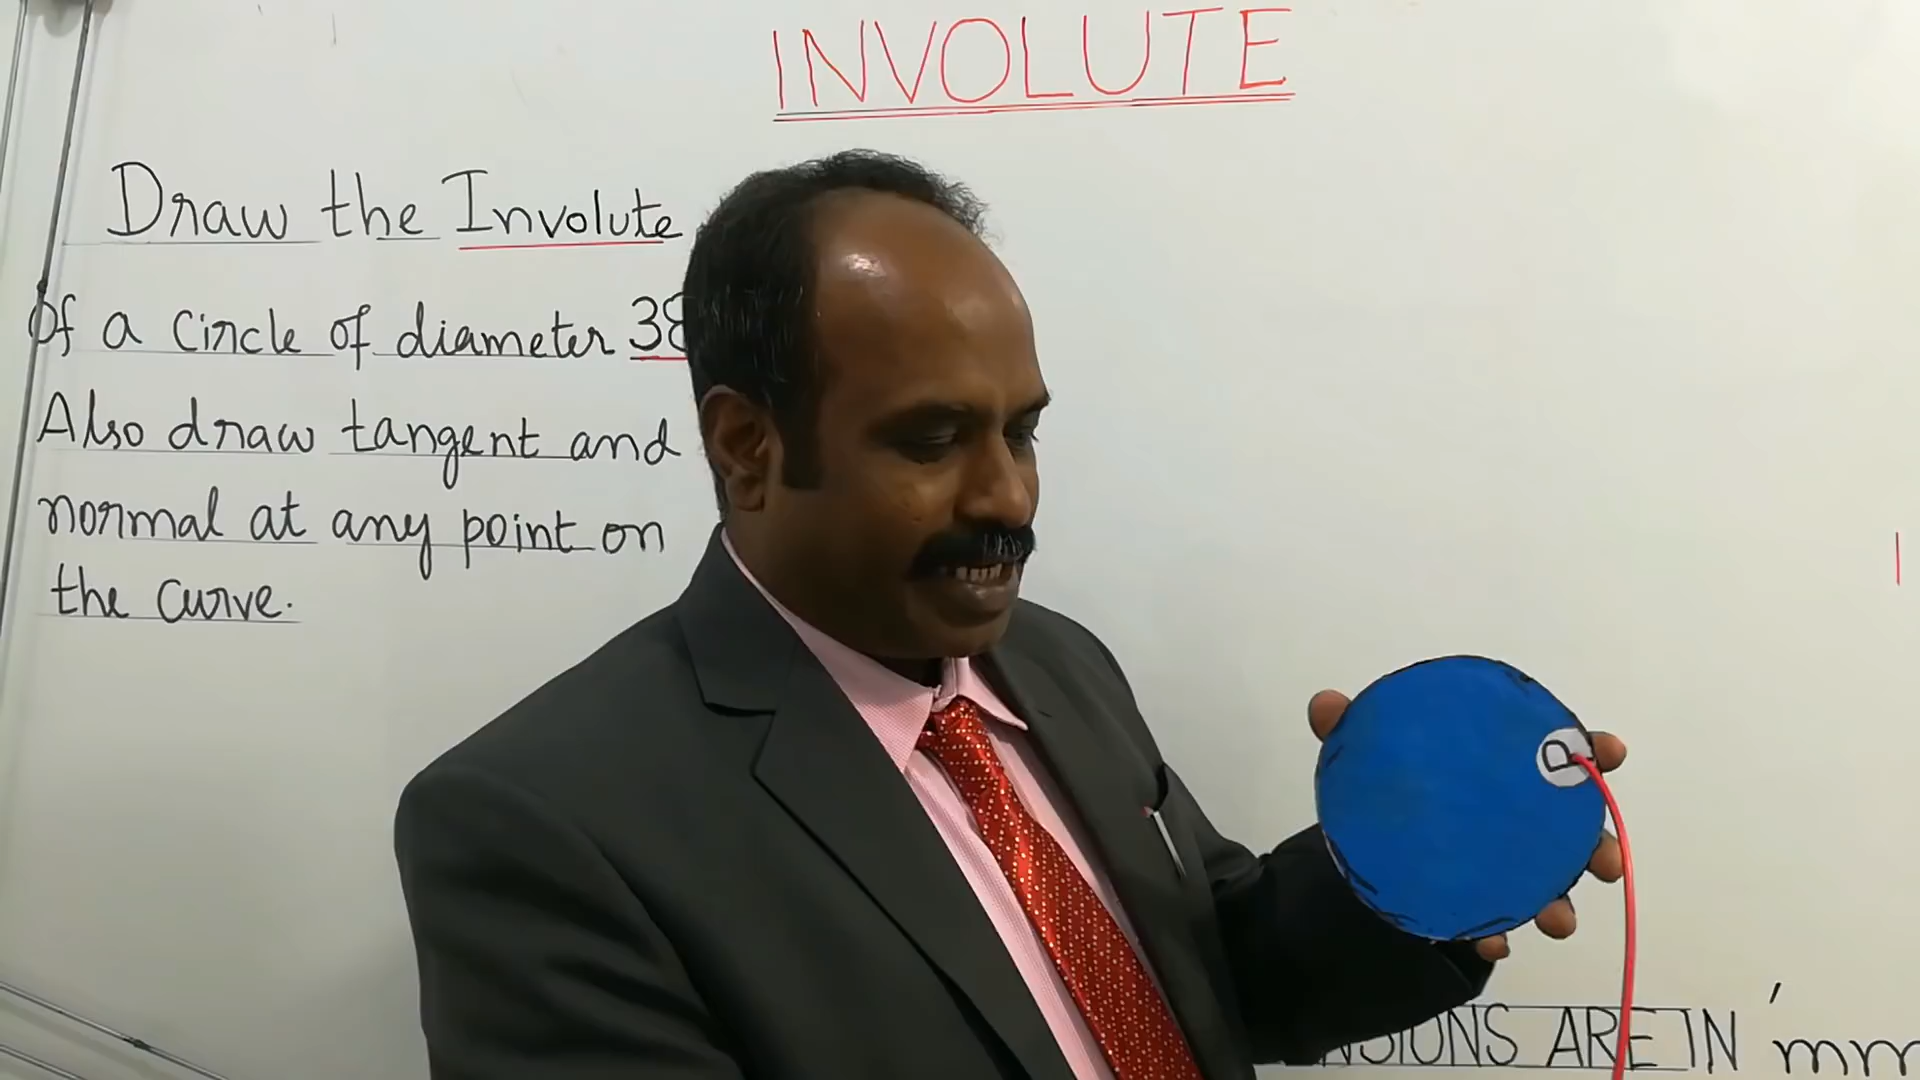 INVOLUTE
Draw the Involute
of a circle of diameter 38
Also draw tangent and
normal at any point on
the curve.
P
ARE IN 'mm